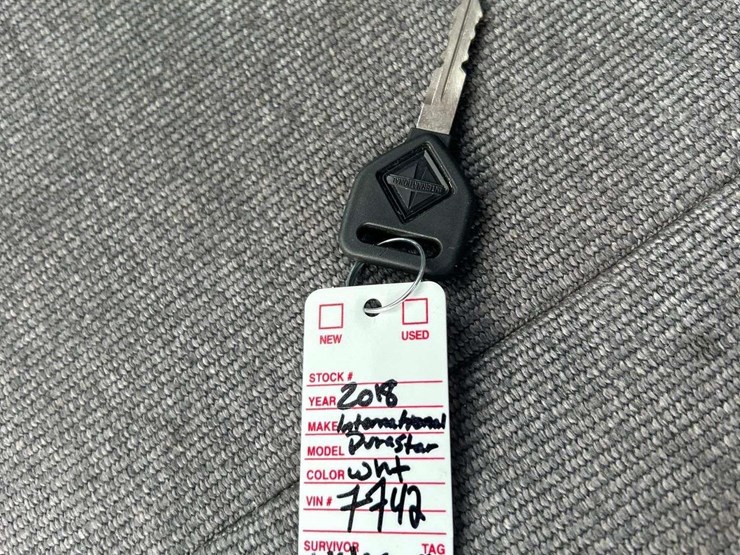 INTERNATIONAL
NEW USED
STOCK #
YEAR 2018
MAKE International
MODEL Durastar
COLOR wht
VIN # 7742
SURVIVOR TAG